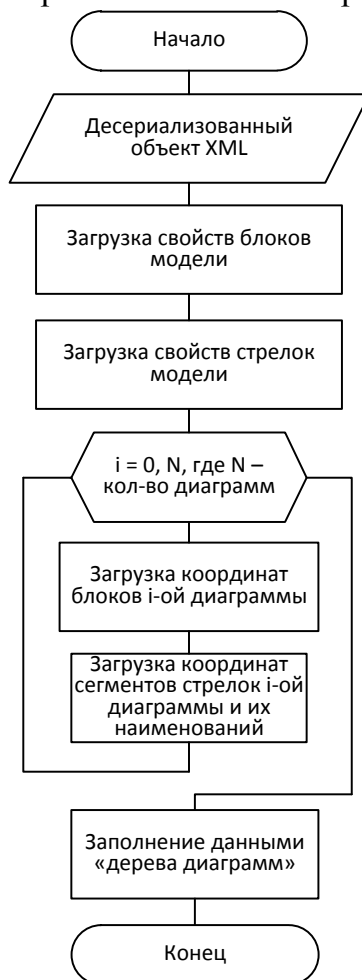 Начало
Десериализованный
объект XML
Загрузка свойств блоков
модели
Загрузка свойств стрелок
модели
i = 0, N, где N –
кол-во диаграмм
Загрузка координат
блоков i-ой диаграммы
Загрузка координат
сегментов стрелок i-ой
диаграммы и их
наименований
Заполнение данными
«дерева диаграмм»
Конец